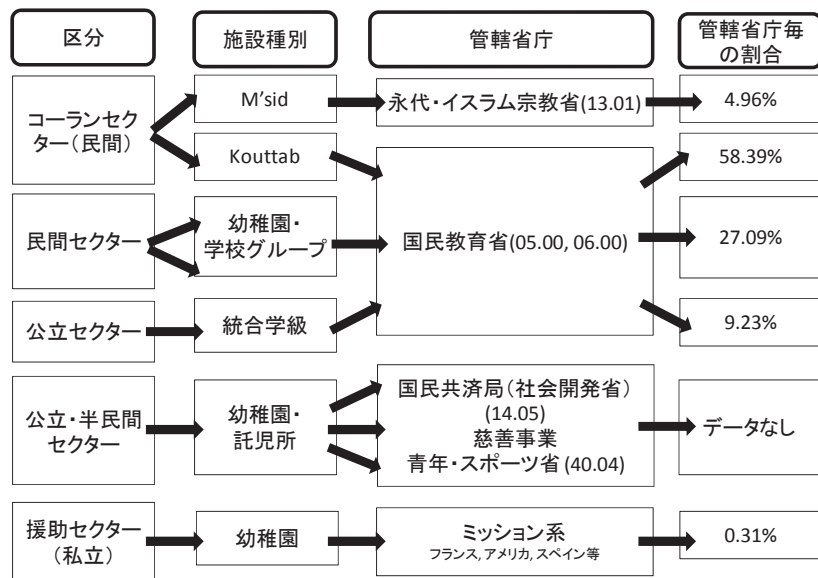 区分
施設種別
管轄省庁
管轄省庁毎
の割合
コーランセク
ター(民間)
M'sid
永代・イスラム宗教省(13.01)
4.96%
Kouttab
58.39%
民間セクター
幼稚園・
学校グループ
国民教育省(05.00, 06.00)
27.09%
公立セクター
統合学級
9.23%
公立・半民間
セクター
幼稚園・
託児所
国民共済局(社会開発省)
(14.05)
慈善事業
青年・スポーツ省(40.04)
データなし
援助セクター
(私立)
幼稚園
ミッション系
フランス, アメリカ, スペイン等
0.31%